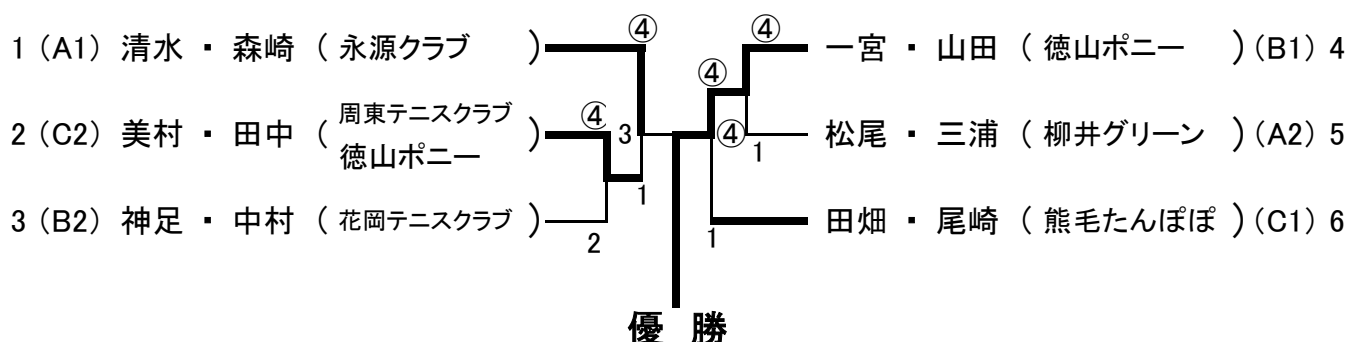 ④ ④
1 (A1) 清水 ▪ 森崎 ( 永源クラブ ) 一宮 ▪ 山田 ( 徳山ポニー ) (B1) 4
④
周東テニスクラブ
2 (C2) 美村 ▪ 田中 ( ④ 3 ④ 1 松尾 ▪ 三浦 ( 柳井グリーン ) (A2) 5
徳山ポニー
1
3 (B2) 神足 ▪ 中村 ( 花岡テニスクラブ ) 田畑 ▪ 尾崎 ( 熊毛たんぽぽ ) (C1) 6
2 1
優 勝